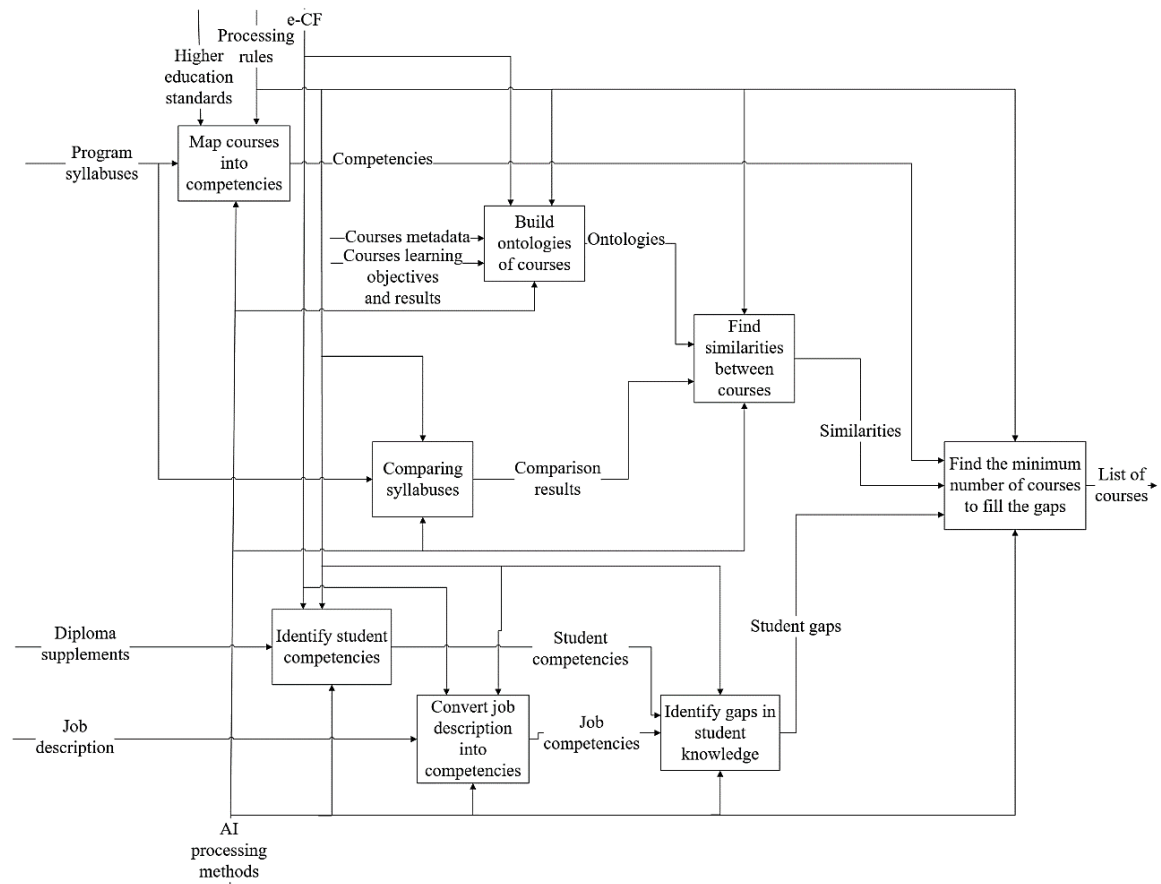 e-CF
Processing
rules
Higher
education
standards
Map courses
into
competencies
Program
syllabuses
Competencies
Build
ontologies
of courses
Courses metadata
Courses learning
objectives
and results
Ontologies
Find
similarities
between
courses
Similarities
Comparing
syllabuses
Comparison
results
Find the minimum
number of courses
to fill the gaps
List of
courses
Diploma
supplements
Identify student
competencies
Student
competencies
Student gaps
Job
description
Convert job
description
into
competencies
Job
competencies
Identify gaps in
student
knowledge
AI
processing
methods